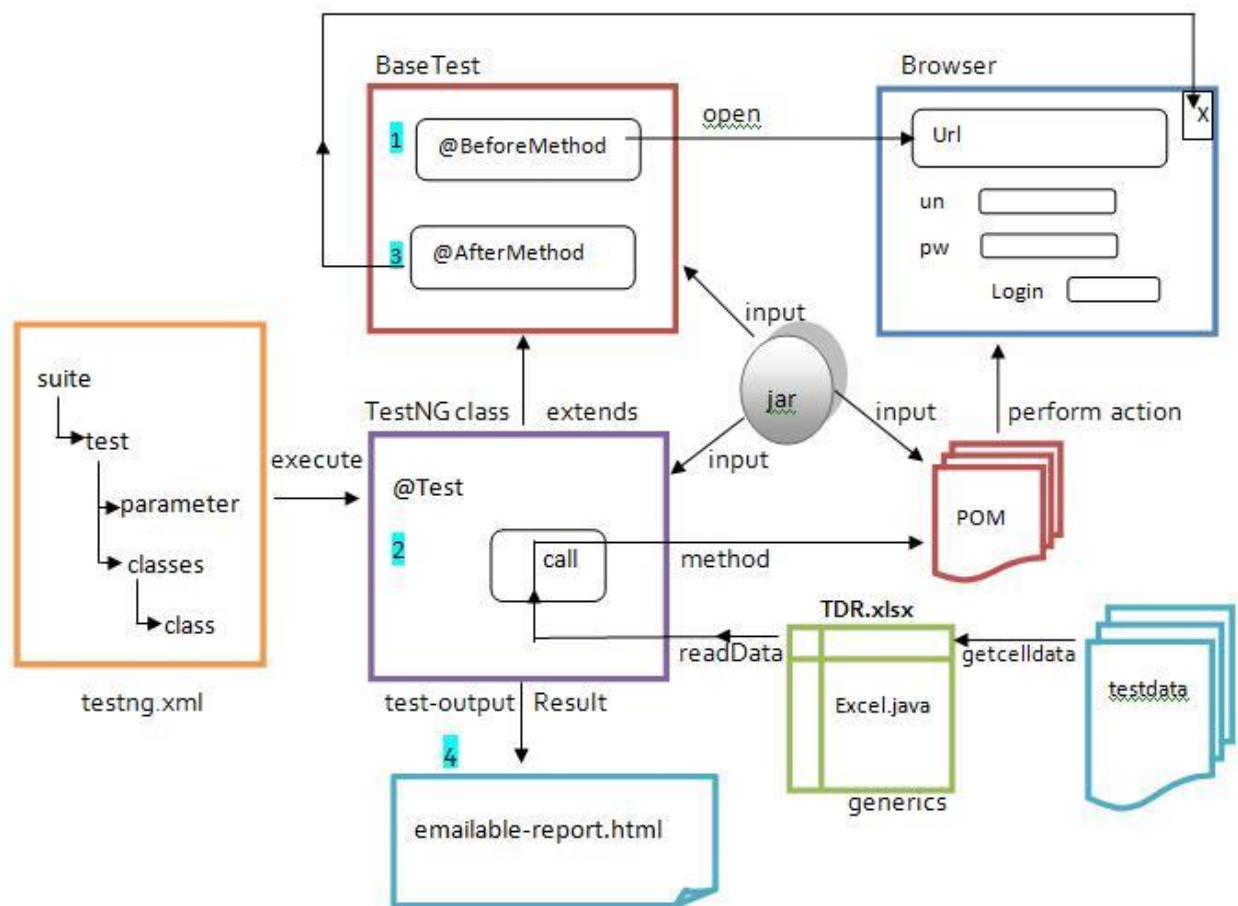 BaseTest
Browser
1
@BeforeMethod
open
Url
X
un
pw
Login
3
@AfterMethod
input
jar
input
input
suite
test
parameter
classes
class
testng.xml
execute
TestNG class
extends
perform action
@Test
2
call
method
POM
TDR.xlsx
readData
getcelldata
Excel.java
generics
testdata
test-output
Result
4
emailable-report.html